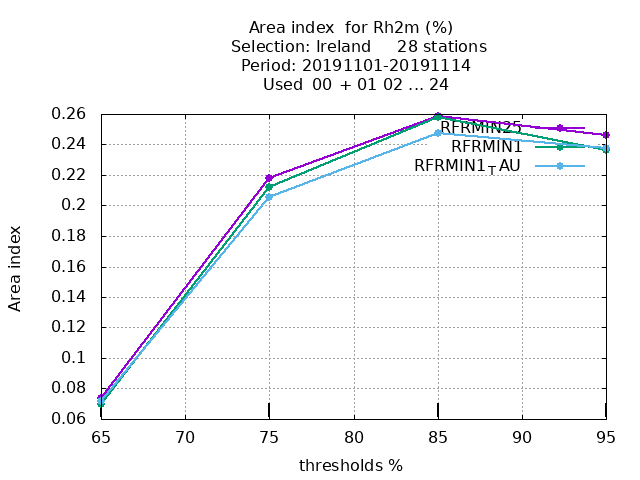 Area index  for Rh2m (%)
Selection: Ireland     28 stations
Period: 20191101-20191114
Used  00 + 01 02 ... 24
Area index
0.26
0.24
0.22
0.2
0.18
0.16
0.14
0.12
0.1
0.08
0.06
RFRMIN25
RFRMIN1
RFRMIN1TAU
65 70 75 80 85 90 95
thresholds %